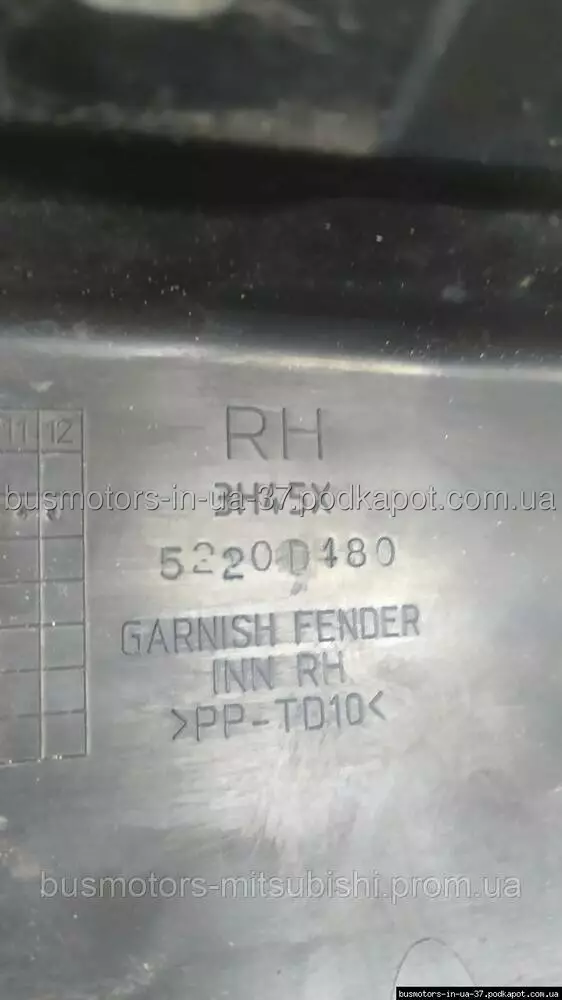 11 12
RH
busmotors-in-ua-37.podkapot.com.ua
GARNISH FENDER
INN RH
>PP-TD10<
busmotors-mitsubishi.prom.ua
busmotors-in-ua-37.podkapot.com.ua